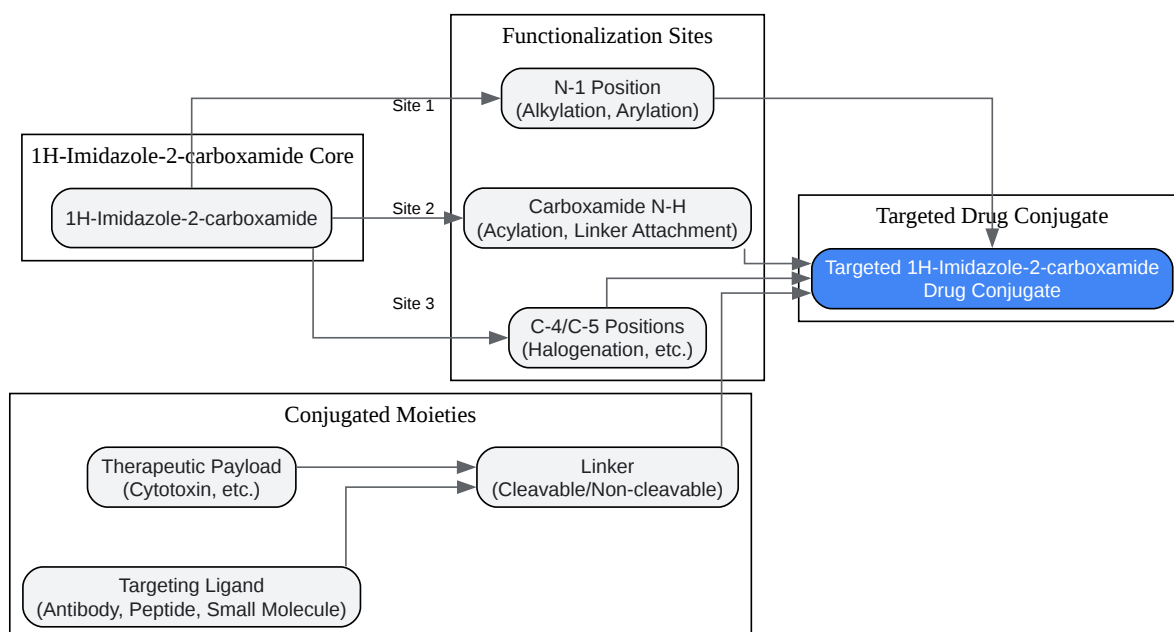 Functionalization Sites
N-1 Position
(Alkylation, Arylation)
Site 1
1H-Imidazole-2-carboxamide Core
1H-Imidazole-2-carboxamide
Site 2
Carboxamide N-H
(Acylation, Linker Attachment)
Targeted Drug Conjugate
Targeted 1H-Imidazole-2-carboxamide
Drug Conjugate
Site 3
C-4/C-5 Positions
(Halogenation, etc.)
Conjugated Moieties
Therapeutic Payload
(Cytotoxin, etc.)
Linker
(Cleavable/Non-cleavable)
Targeting Ligand
(Antibody, Peptide, Small Molecule)